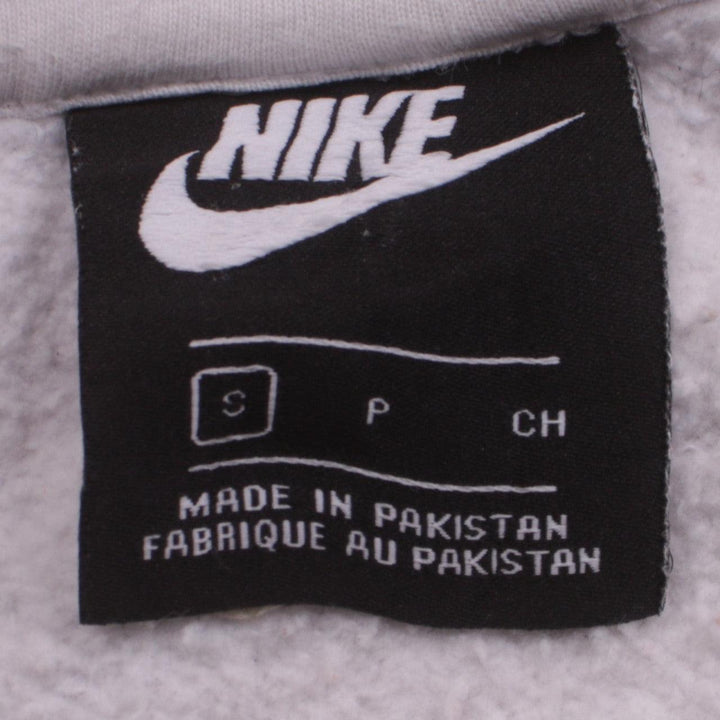 NIKE
S P CH
MADE IN PAKISTAN
FABRIQUE AU PAKISTAN